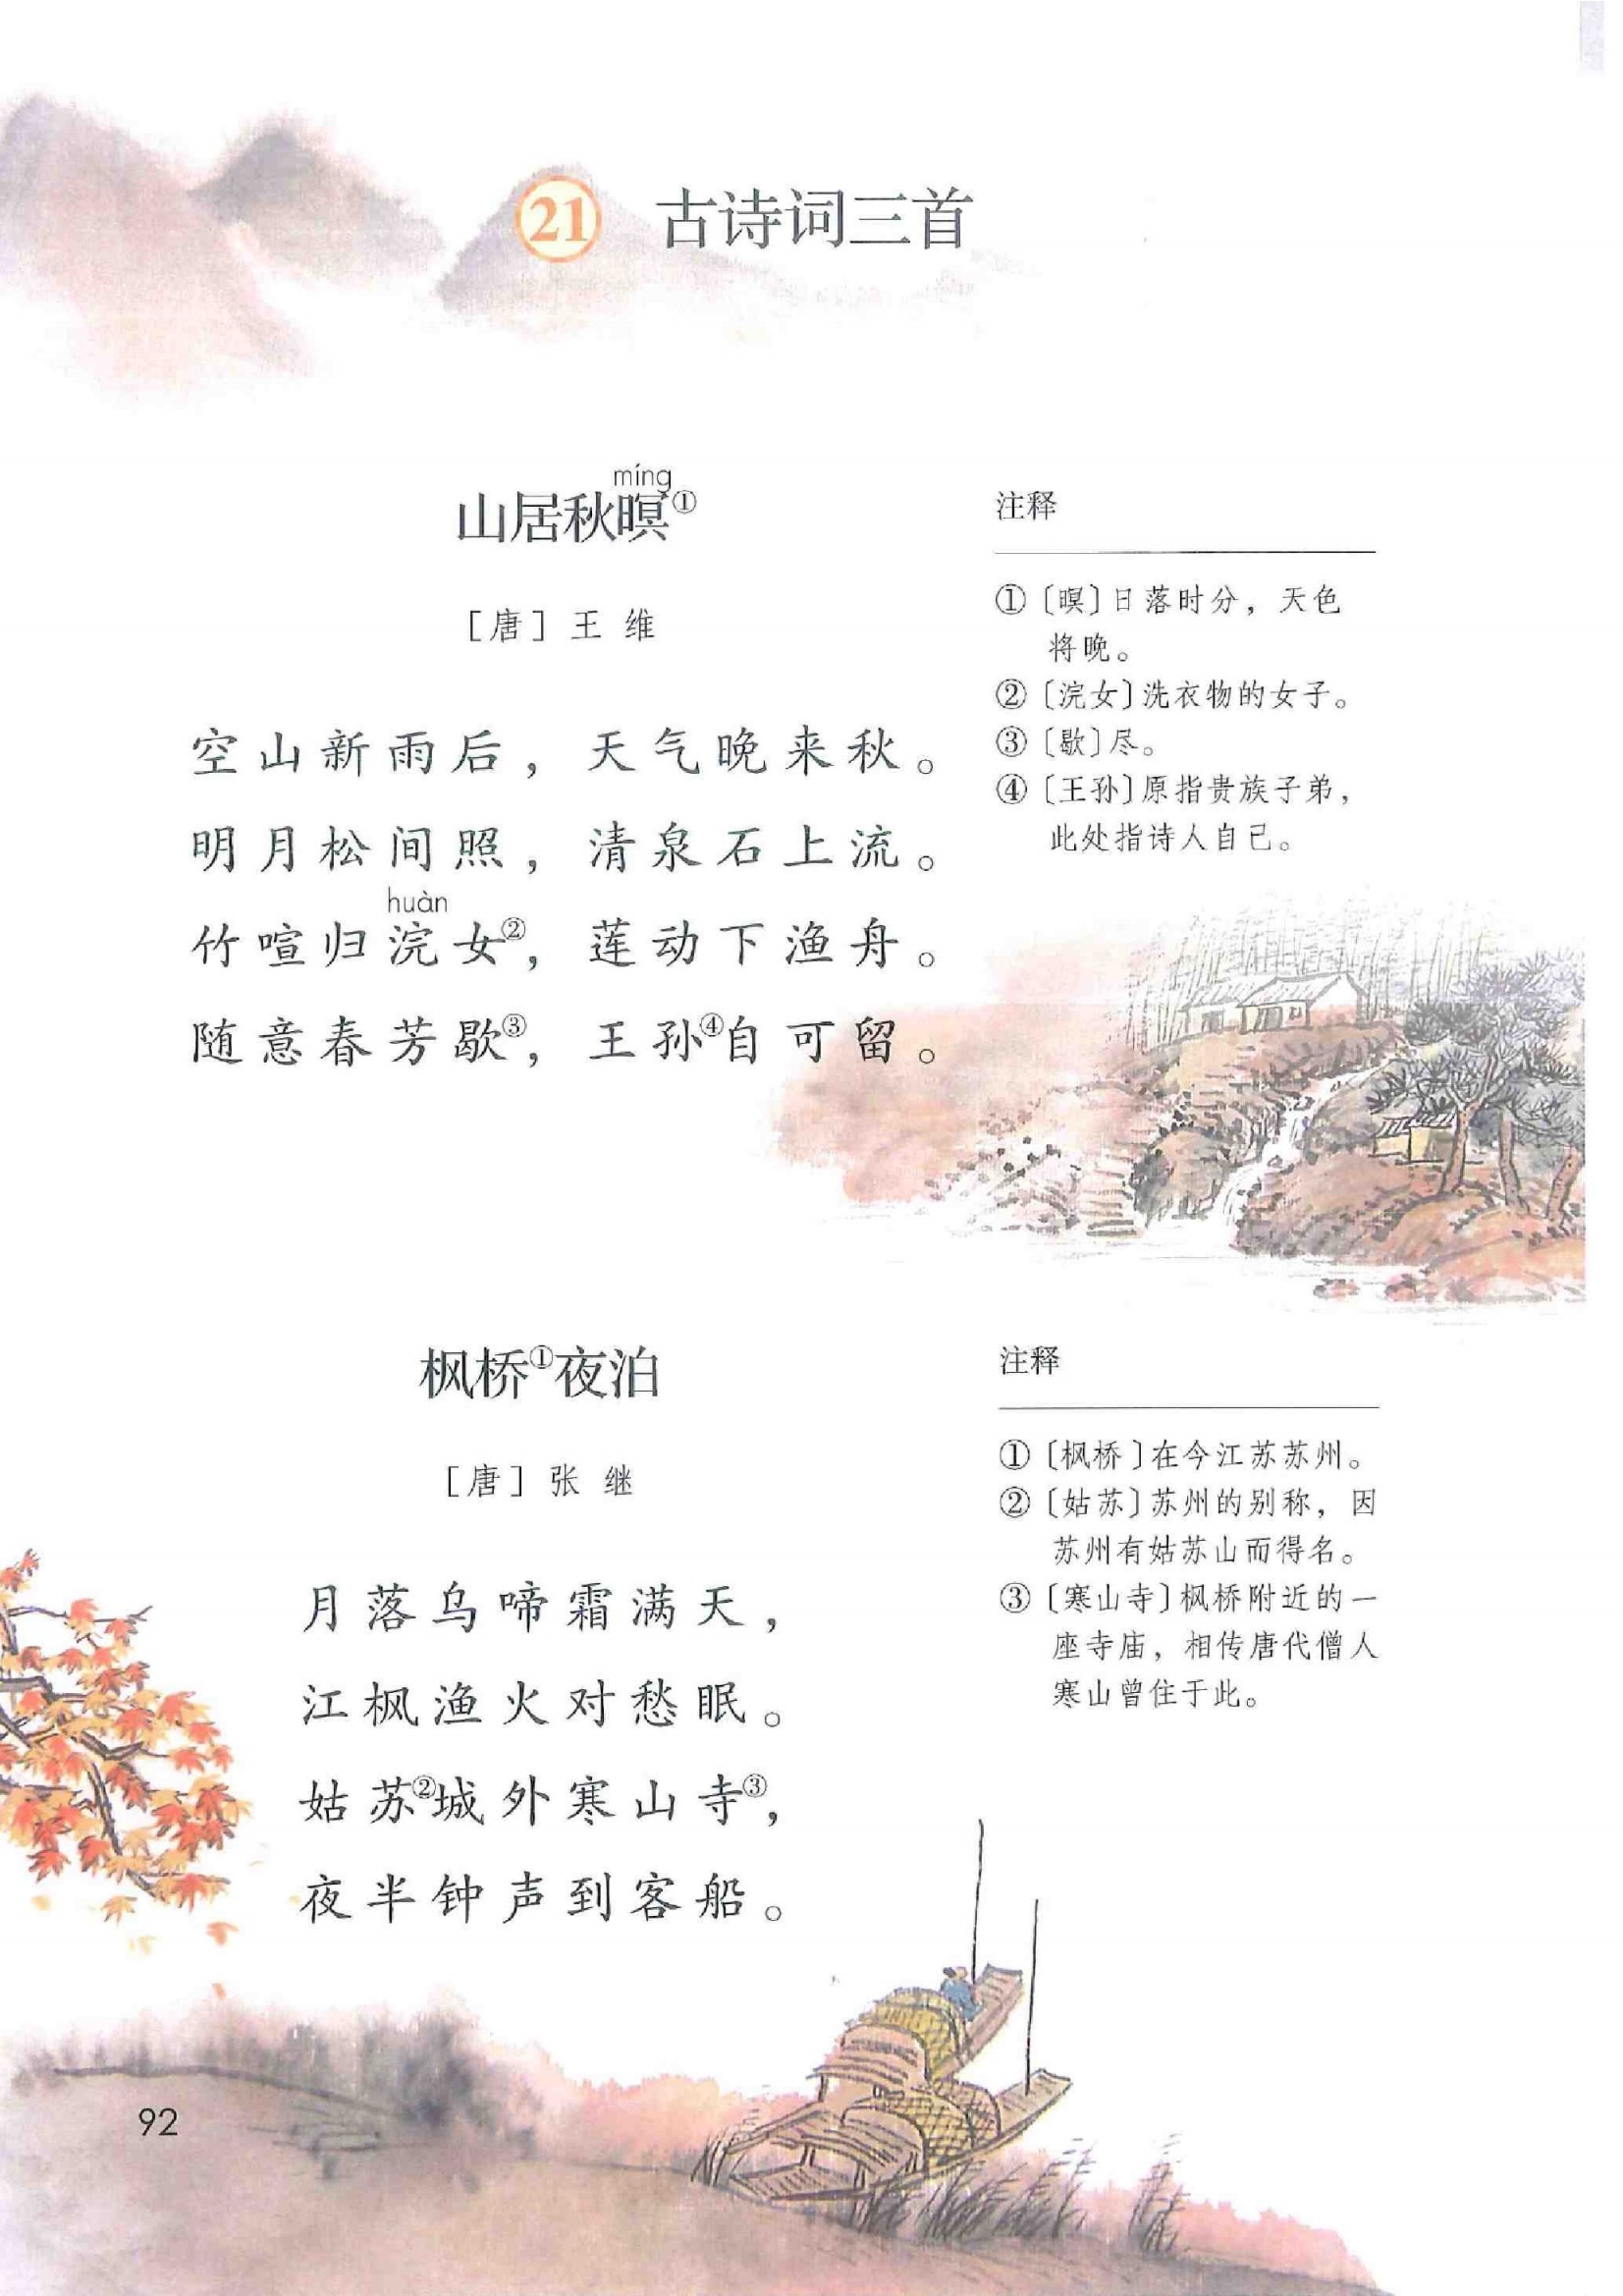 21 古诗词三首
míng
山居秋暝①
［唐］王 维
空山新雨后，天气晚来秋。
明月松间照，清泉石上流。
huàn
竹喧归浣女②，莲动下渔舟。
随意春芳歇③，王孙④自可留。
注释
①〔暝〕日落时分，天色
将晚。
②〔浣女〕洗衣物的女子。
③〔歇〕尽。
④〔王孙〕原指贵族子弟，
此处指诗人自己。
枫桥①夜泊
［唐］张 继
月落乌啼霜满天，
江枫渔火对愁眠。
姑苏②城外寒山寺③，
夜半钟声到客船。
注释
①〔枫桥〕在今江苏苏州。
②〔姑苏〕苏州的别称，因
苏州有姑苏山而得名。
③〔寒山寺〕枫桥附近的一
座寺庙，相传唐代僧人
寒山曾住于此。
92